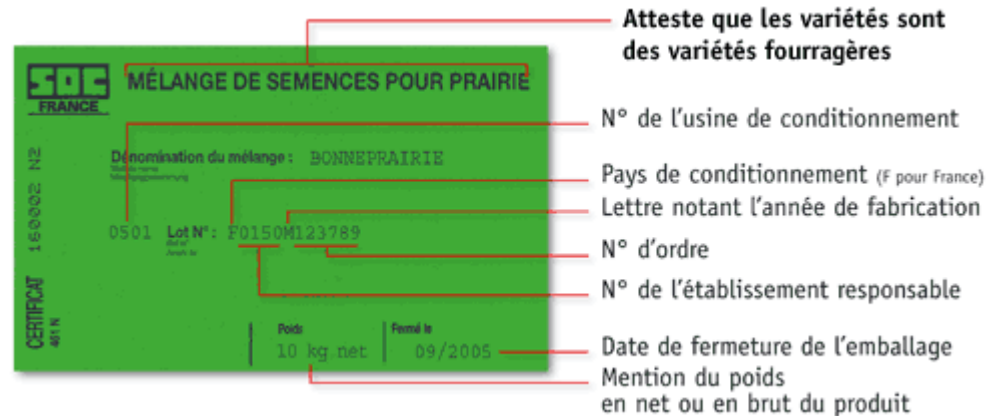 Atteste que les variétés sont
des variétés fourragères
SOC
FRANCE
MÉLANGE DE SEMENCES POUR PRAIRIE
N° de l'usine de conditionnement
Dénomination du mélange : BONNEPRAIRIE
Pays de conditionnement (F pour France)
Lettre notant l'année de fabrication
0501 Lot N° : F0150M123789
N° d'ordre
N° de l'établissement responsable
160002 N2
CERTIFICAT
461 N
Poids
10 kg net
Fermé le
09/2005
Date de fermeture de l'emballage
Mention du poids
en net ou en brut du produit